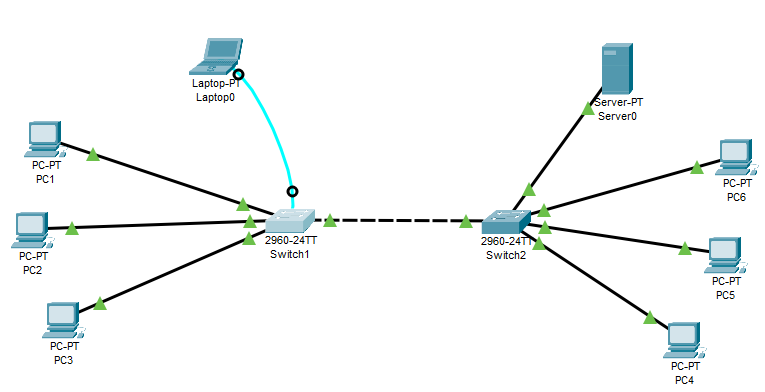 Laptop-PT
Laptop0
Server-PT
Server0
PC-PT
PC1
PC-PT
PC6
2960-24TT
Switch1
2960-24TT
Switch2
PC-PT
PC2
PC-PT
PC5
PC-PT
PC3
PC-PT
PC4